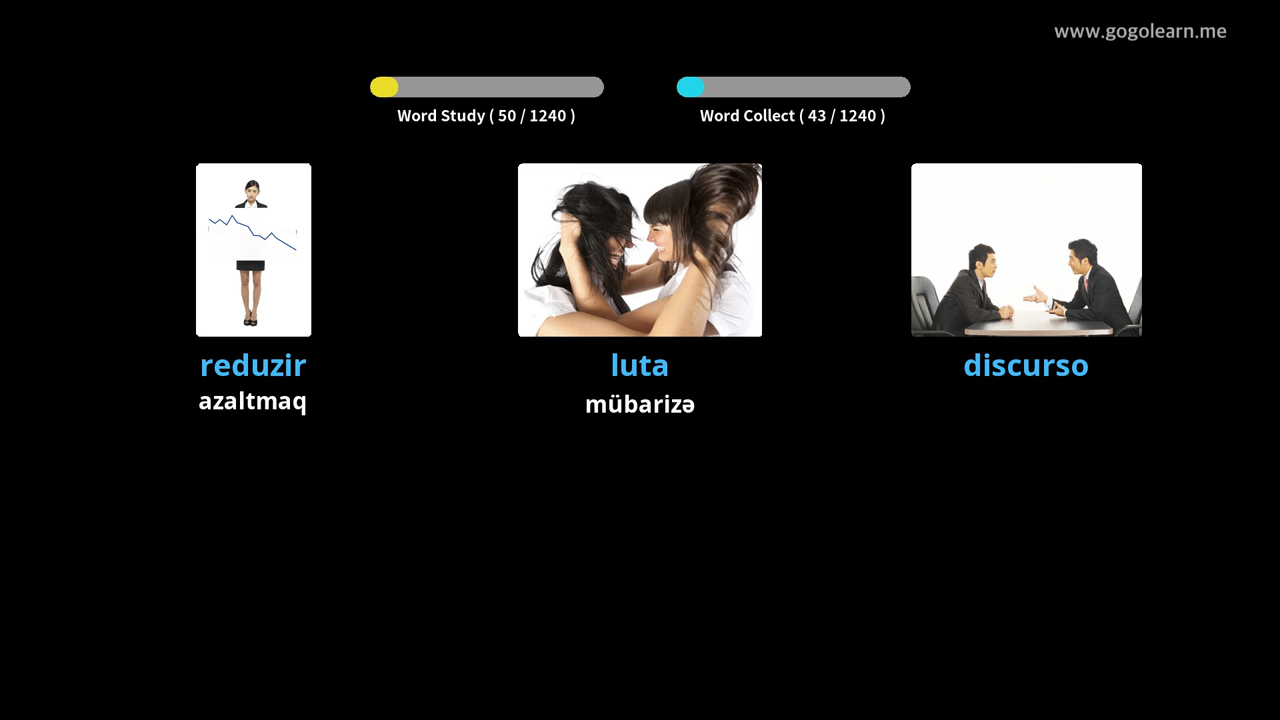 www.gogolearn.me
Word Study ( 50 / 1240 )
Word Collect ( 43 / 1240 )
reduzir
azaltmaq
luta
mübarizə
discurso